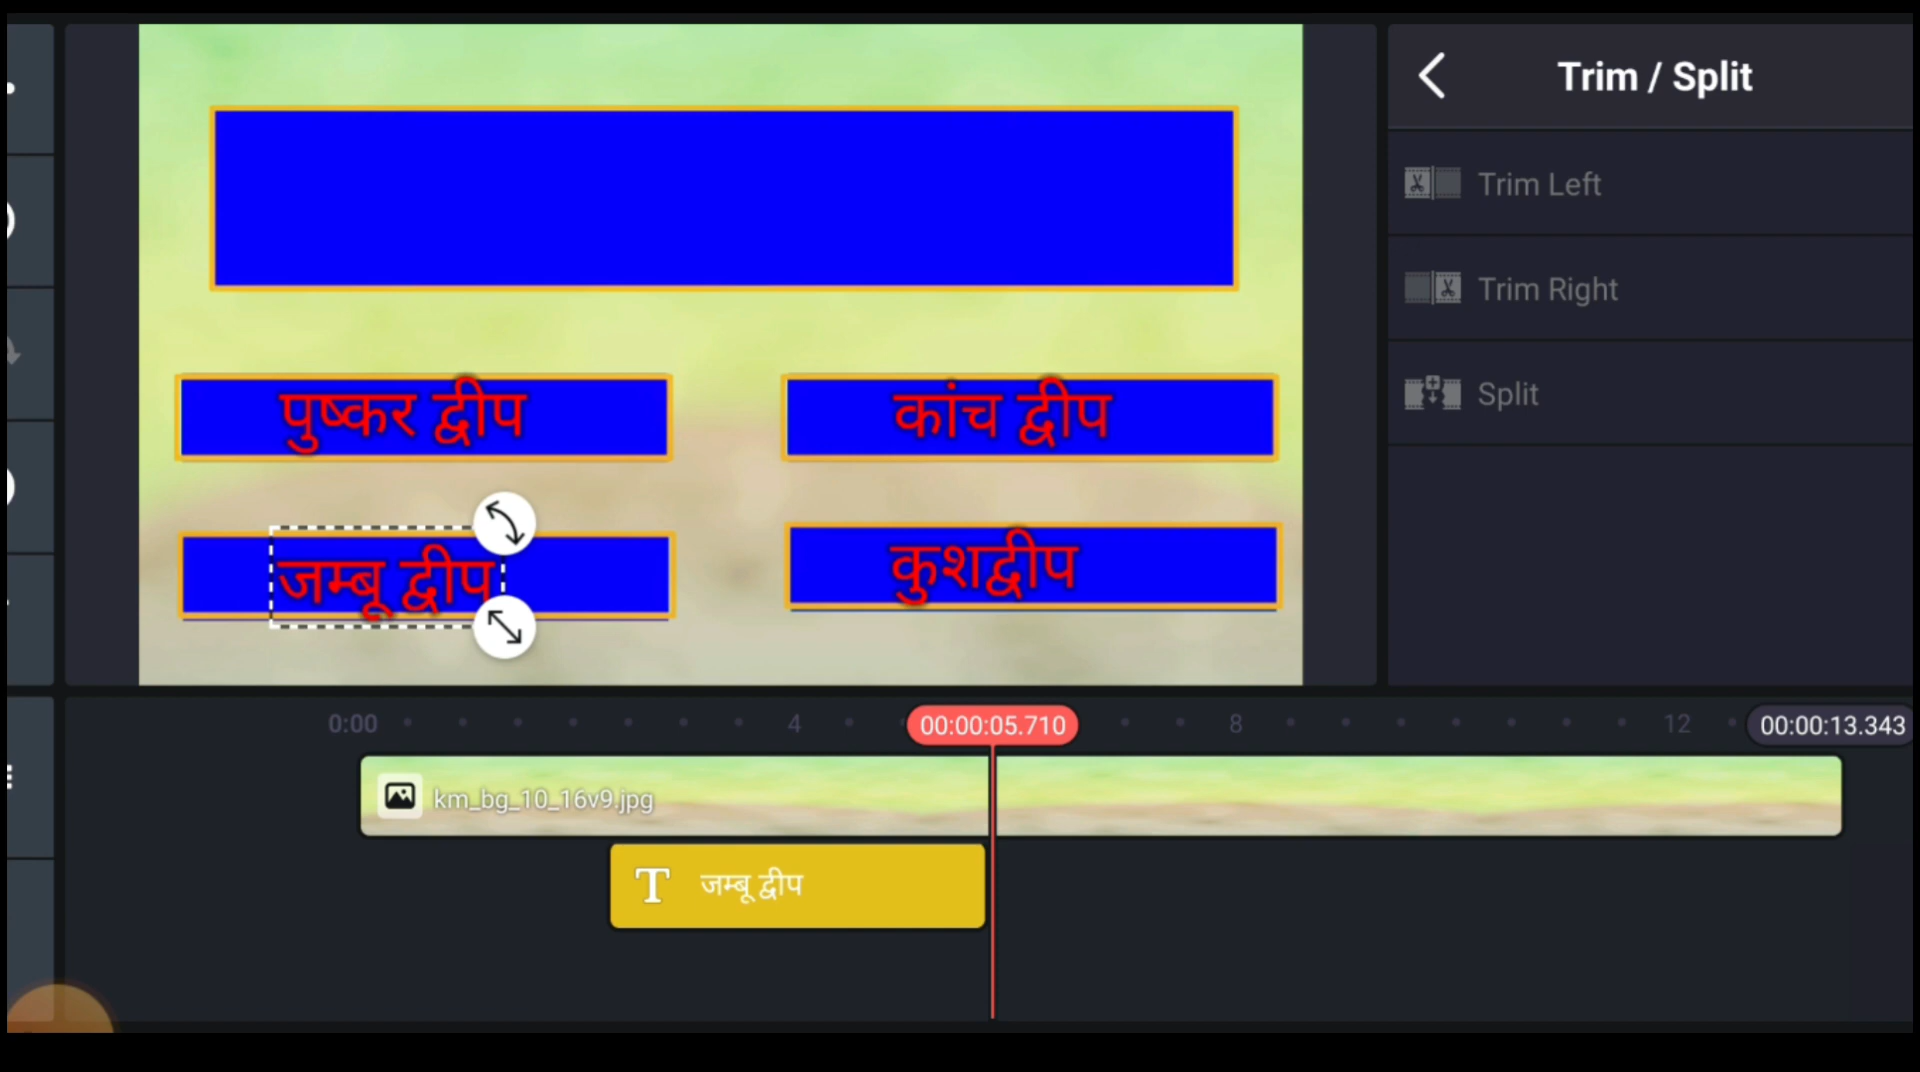 Trim / Split
Trim Left
Trim Right
Split
पुष्कर द्वीप
कांच द्वीप
जम्बू द्वीप
कुशद्वीप
0:00
4
00:00:05.710
8
12
00:00:13.343
km_bg_10_16v9.jpg
T जम्बू द्वीप